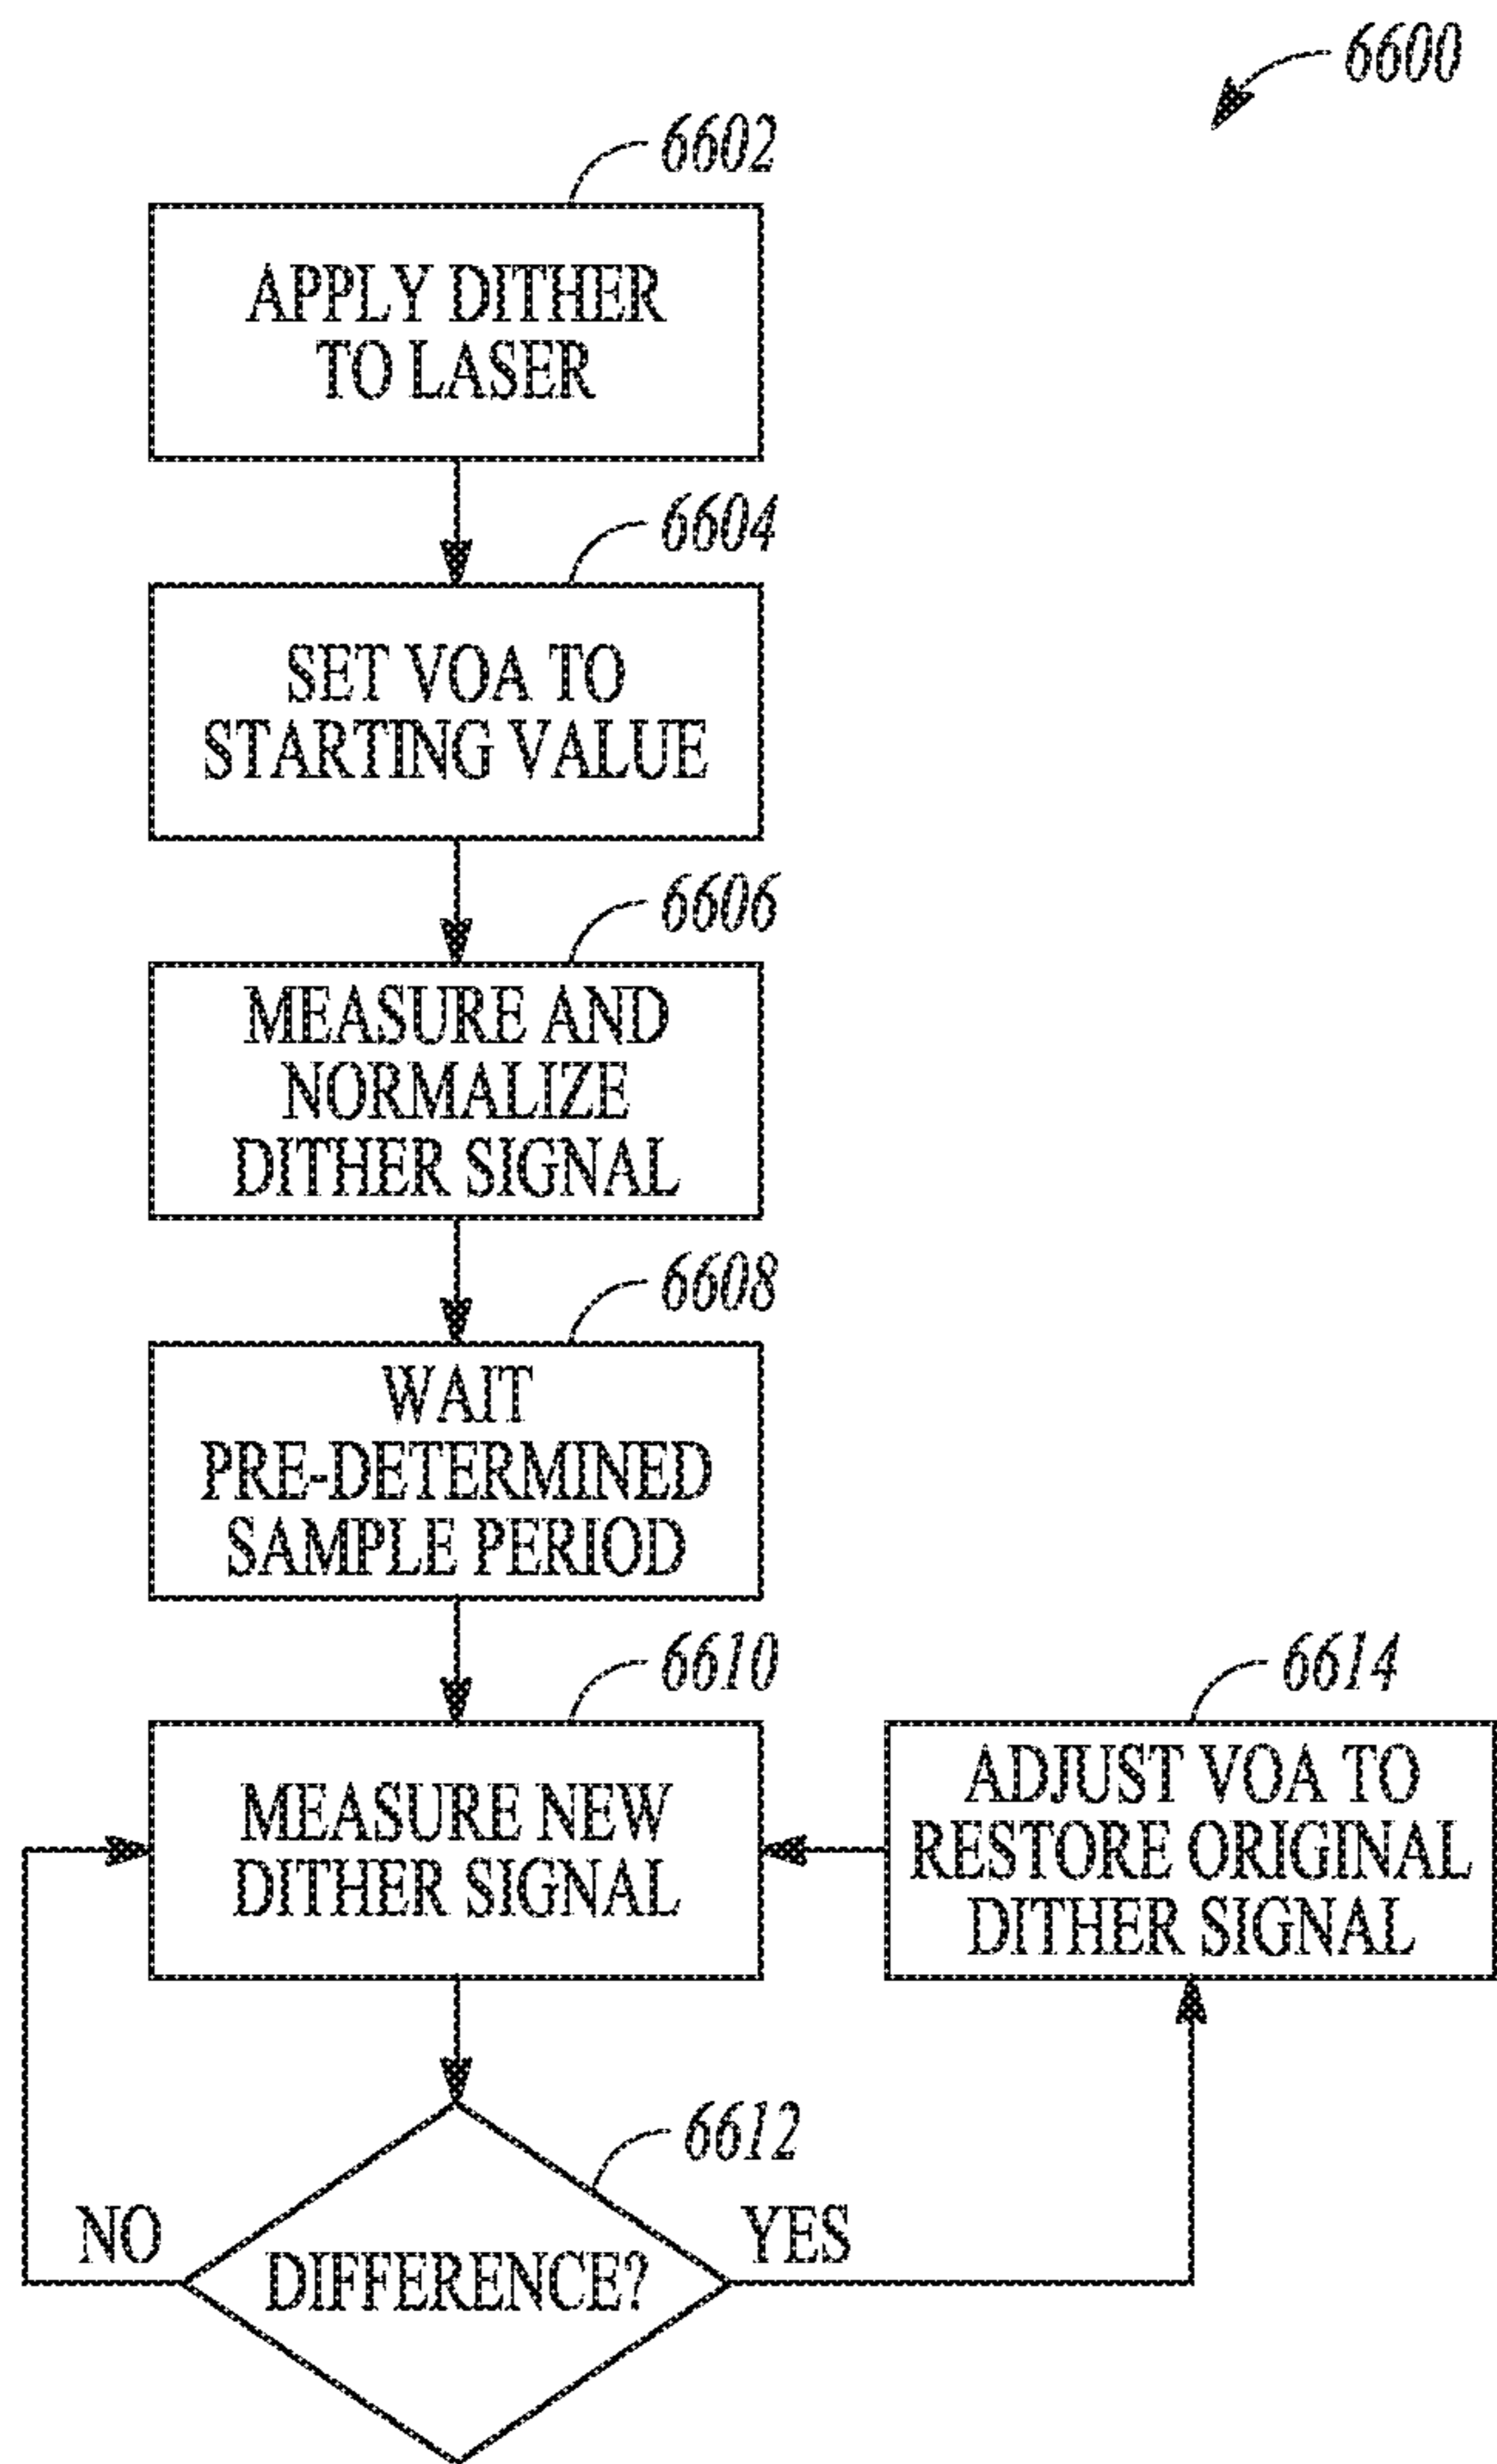 6600
6602
APPLY DITHER
TO LASER
6604
SET VOA TO
STARTING VALUE
6606
MEASURE AND
NORMALIZE
DITHER SIGNAL
6608
WAIT
PRE-DETERMINED
SAMPLE PERIOD
6610
MEASURE NEW
DITHER SIGNAL
6614
ADJUST VOA TO
RESTORE ORIGINAL
DITHER SIGNAL
6612
NO
DIFFERENCE?
YES